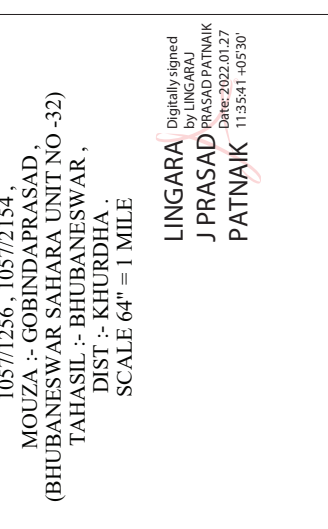 1057/1256 , 1057/2154 ,
MOUZA :- GOBINDAPRASAD ,
(BHUBANESWAR SAHARA UNIT NO -32)
TAHASIL :- BHUBANESWAR ,
DIST :- KHURDHA .
SCALE 64" = 1 MILE
LINGARA
J PRASAD
PATNAIK
Digitally signed
by LINGARAJ
PRASAD PATNAIK
Date: 2022.01.27
11:35:41 +05'30'